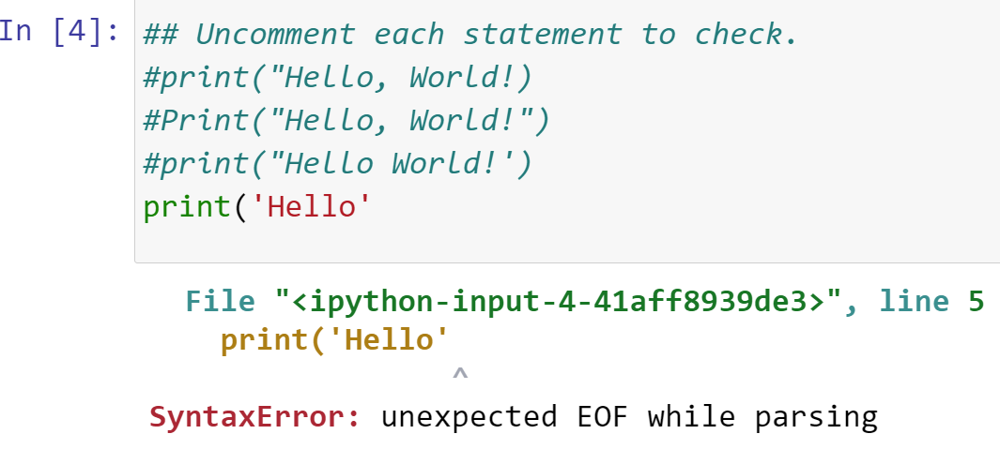 In [4]:
## Uncomment each statement to check.
#print("Hello, World!)
#Print("Hello, World!")
#print("Hello World!')
print('Hello'
File "<ipython-input-4-41aff8939de3>", line 5
print('Hello'
^
SyntaxError: unexpected EOF while parsing